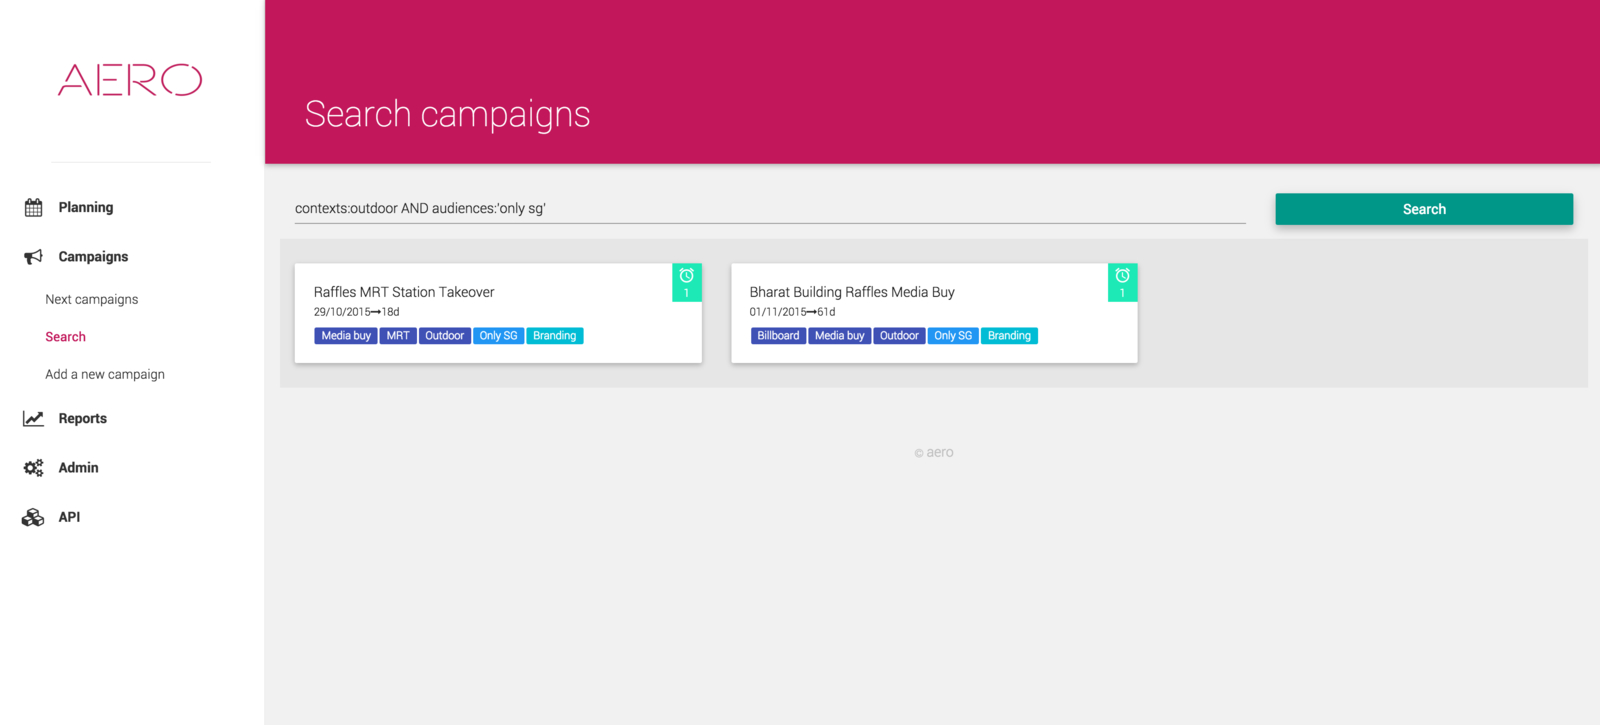 AERO
Search campaigns
Planning
Campaigns
Next campaigns
Search
Add a new campaign
Reports
Admin
API
contexts:outdoor AND audiences:'only sg'
Search
Raffles MRT Station Takeover
1
29/10/2015→18d
Media buy MRT Outdoor Only SG Branding
Bharat Building Raffles Media Buy
1
01/11/2015→61d
Billboard Media buy Outdoor Only SG Branding
© aero